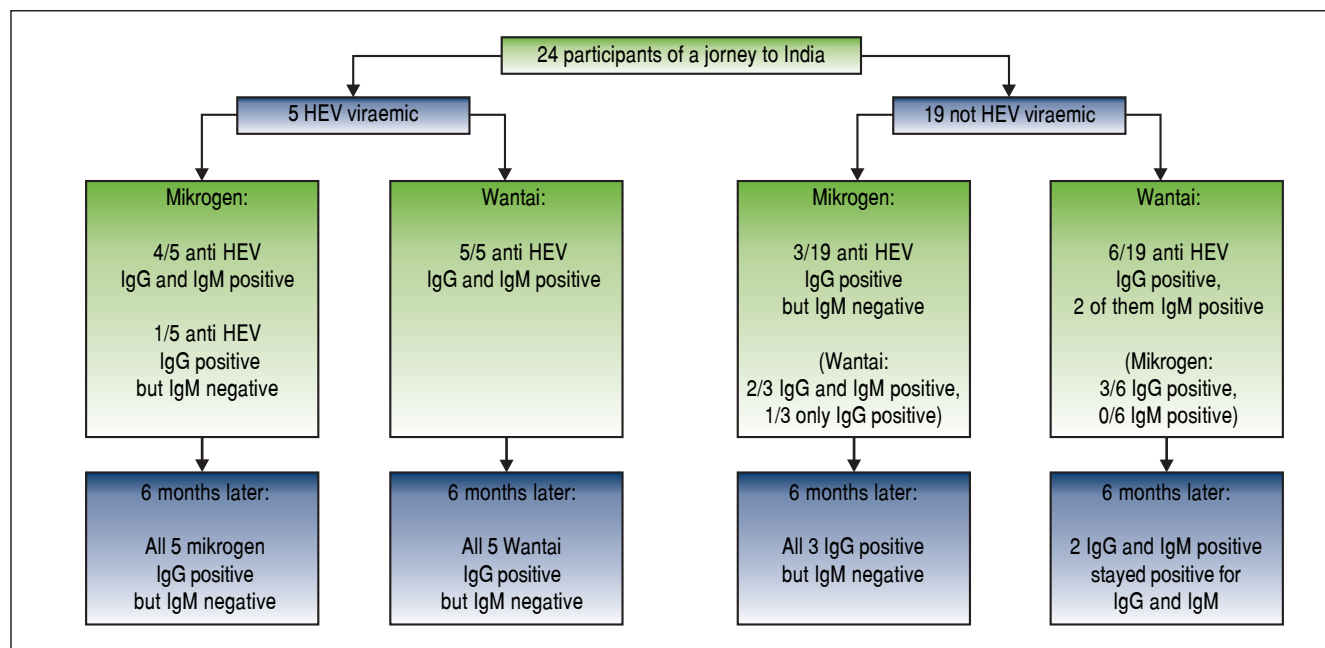 24 participants of a jorney to India
5 HEV viraemic
19 not HEV viraemic
Mikrogen:
4/5 anti HEV
IgG and IgM positive
1/5 anti HEV
IgG positive
but IgM negative
Wantai:
5/5 anti HEV
IgG and IgM positive
Mikrogen:
3/19 anti HEV
IgG positive
but IgM negative
(Wantai:
2/3 IgG and IgM positive,
1/3 only IgG positive)
Wantai:
6/19 anti HEV
IgG positive,
2 of them IgM positive
(Mikrogen:
3/6 IgG positive,
0/6 IgM positive)
6 months later:
All 5 mikrogen
IgG positive
but IgM negative
6 months later:
All 5 Wantai
IgG positive
but IgM negative
6 months later:
All 3 IgG positive
but IgM negative
6 months later:
2 IgG and IgM positive
stayed positive for
IgG and IgM